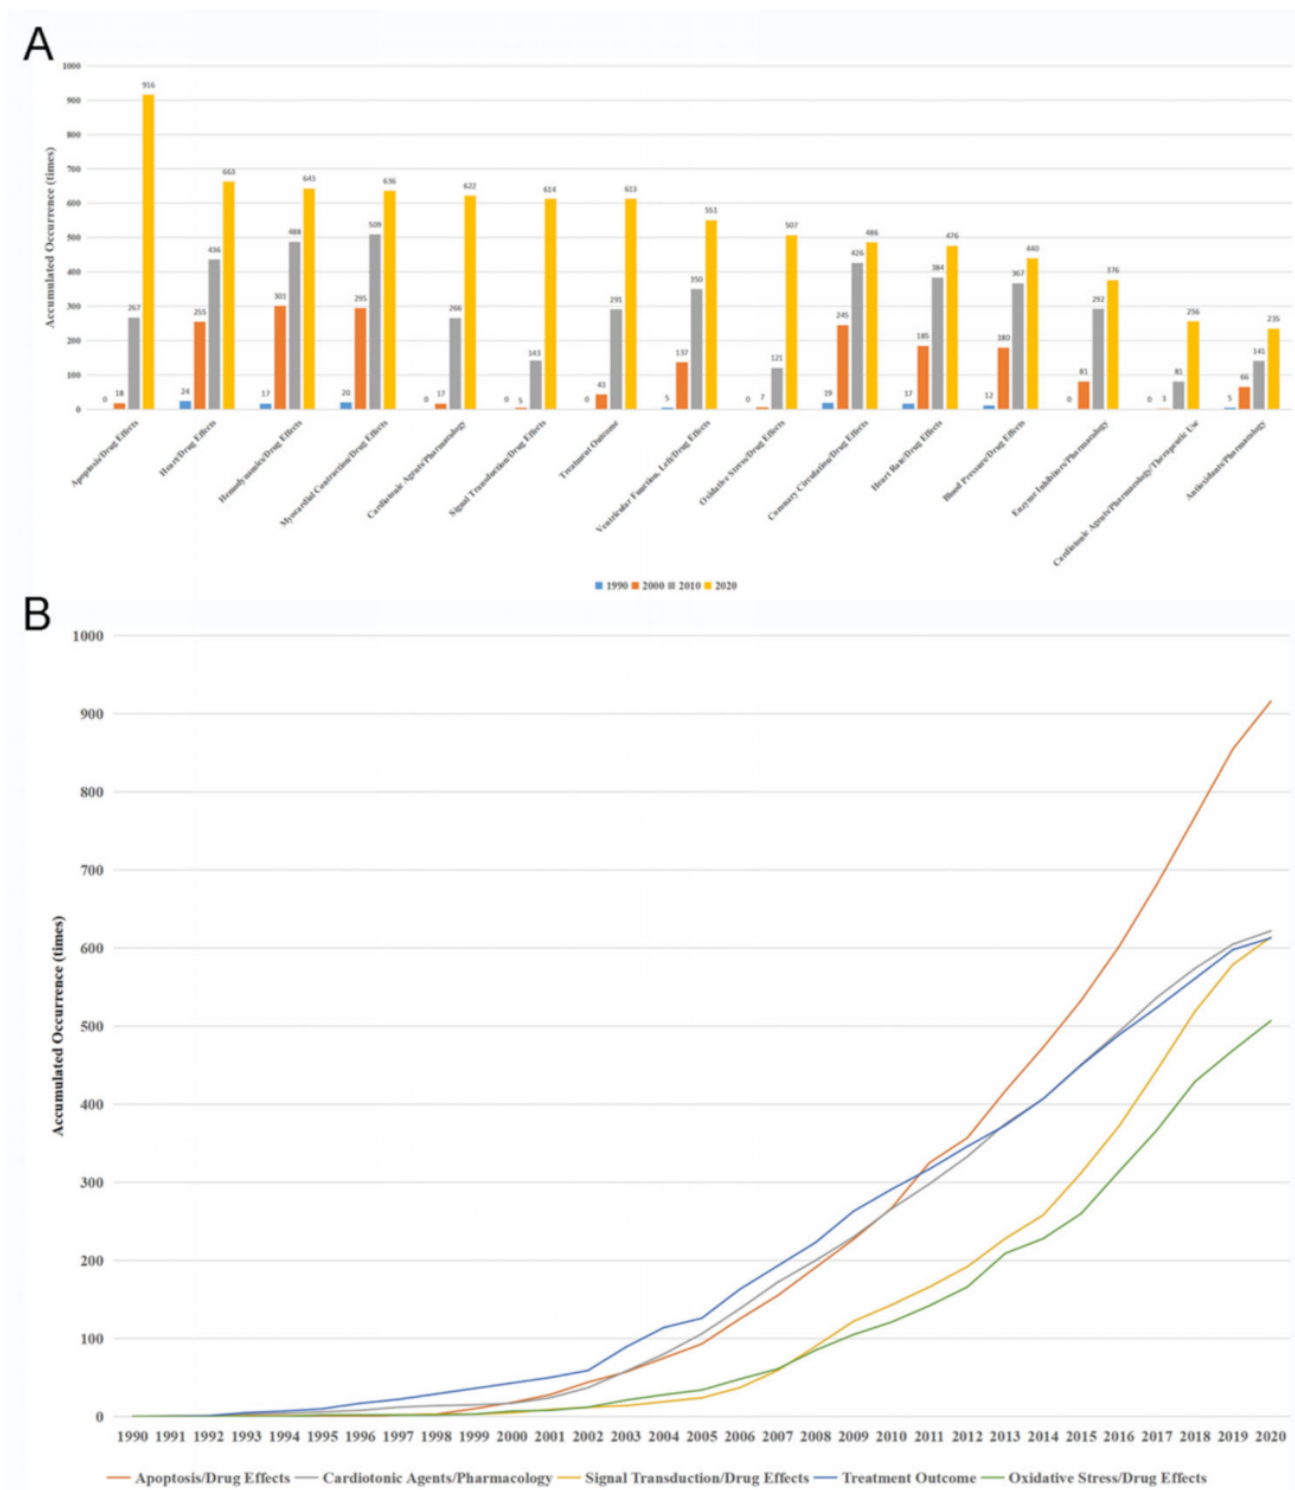 A
Accumulated Occurrence (times)
1000
900
800
700
600
500
400
300
200
100
0
0 18 267 916
24 255 436 663
17 301 488 643
20 295 509 636
0 17 266 622
0 5 143 614
0 43 291 613
5 137 350 551
0 7 121 507
19 245 426 486
17 185 384 476
12 180 367 440
0 81 292 376
0 3 81 256
5 66 141 235
Apoptosis/Drug Effects
Heart/Drug Effects
Hemodynamics/Drug Effects
Myocardial Contraction/Drug Effects
Cardiotonic Agents/Pharmatology
Signal Transduction/Drug Effects
Treatment Outcome
Ventricular Function, Left/Drug Effects
Oxidative Stress/Drug Effects
Coronary Circulation/Drug Effects
Heart Rate/Drug Effects
Blood Pressure/Drug Effects
Enzyme Inhibitors/Pharmatology
Cardiotonic Agents/Pharmatology/Therapeutic Use
Antioxidants/Pharmatology
1990 2000 2010 2020
B
Accumulated Occurrence (times)
1000
900
800
700
600
500
400
300
200
100
0
1990 1991 1992 1993 1994 1995 1996 1997 1998 1999 2000 2001 2002 2003 2004 2005 2006 2007 2008 2009 2010 2011 2012 2013 2014 2015 2016 2017 2018 2019 2020
Apoptosis/Drug Effects Cardiotonic Agents/Pharmacology Signal Transduction/Drug Effects Treatment Outcome Oxidative Stress/Drug Effects